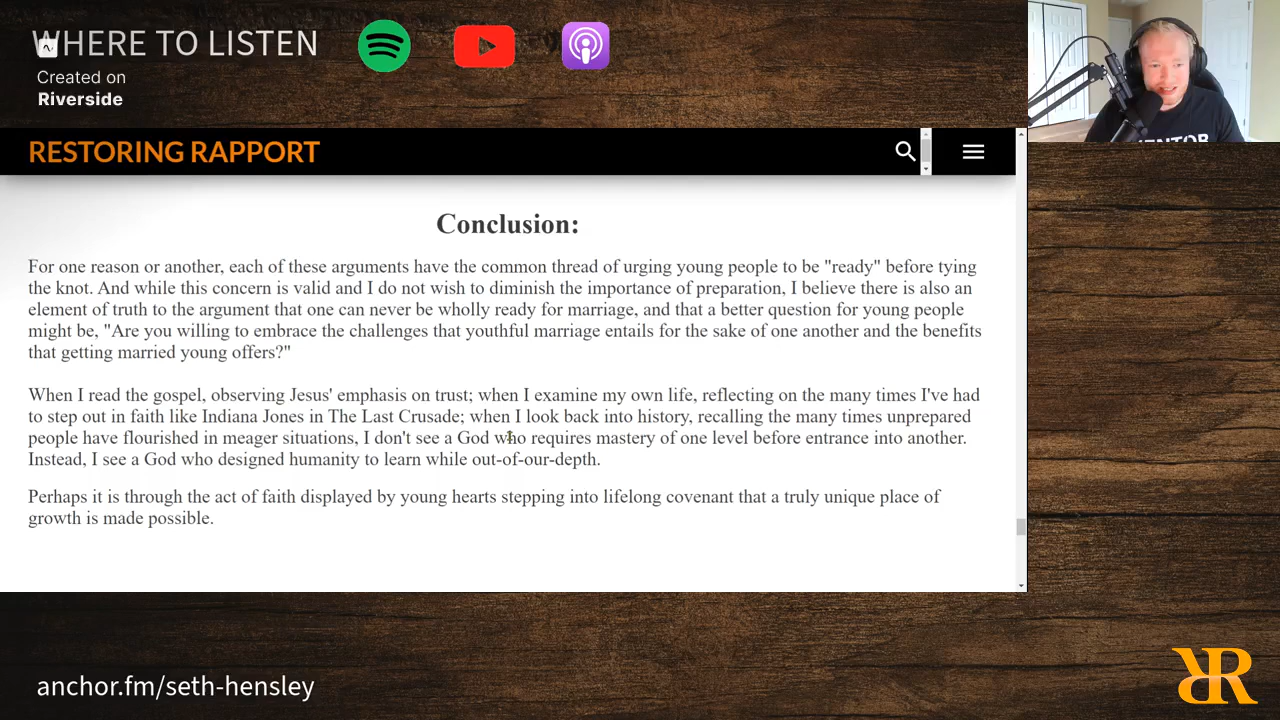 WHERE TO LISTEN
Created on
Riverside
RESTORING RAPPORT
Conclusion:
For one reason or another, each of these arguments have the common thread of urging young people to be "ready" before tying
the knot. And while this concern is valid and I do not wish to diminish the importance of preparation, I believe there is also an
element of truth to the argument that one can never be wholly ready for marriage, and that a better question for young people
might be, "Are you willing to embrace the challenges that youthful marriage entails for the sake of one another and the benefits
that getting married young offers?"
When I read the gospel, observing Jesus' emphasis on trust; when I examine my own life, reflecting on the many times I've had
to step out in faith like Indiana Jones in The Last Crusade; when I look back into history, recalling the many times unprepared
people have flourished in meager situations, I don't see a God who requires mastery of one level before entrance into another.
Instead, I see a God who designed humanity to learn while out-of-our-depth.
Perhaps it is through the act of faith displayed by young hearts stepping into lifelong covenant that a truly unique place of
growth is made possible.
anchor.fm/seth-hensley
RR